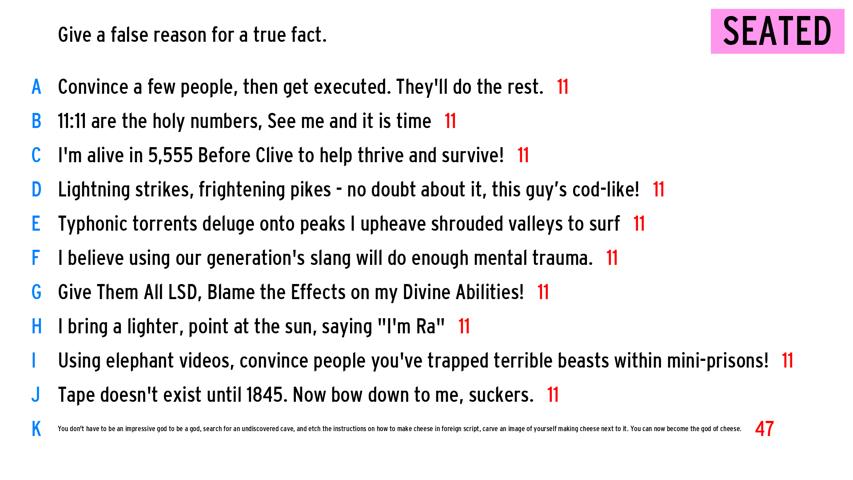 Give a false reason for a true fact.
SEATED
A Convince a few people, then get executed. They'll do the rest. 11
B 11:11 are the holy numbers, See me and it is time 11
C I'm alive in 5,555 Before Clive to help thrive and survive! 11
D Lightning strikes, frightening pikes - no doubt about it, this guy’s cod-like! 11
E Typhonic torrents deluge onto peaks I upheave shrouded valleys to surf 11
F I believe using our generation's slang will do enough mental trauma. 11
G Give Them All LSD, Blame the Effects on my Divine Abilities! 11
H I bring a lighter, point at the sun, saying "I'm Ra" 11
I Using elephant videos, convince people you've trapped terrible beasts within mini-prisons! 11
J Tape doesn't exist until 1845. Now bow down to me, suckers. 11
K You don't have to be an impressive god to be a god, search for an undiscovered cave, and etch the instructions on how to make cheese in foreign script, carve an image of yourself making cheese next to it. You can now become the god of cheese. 47